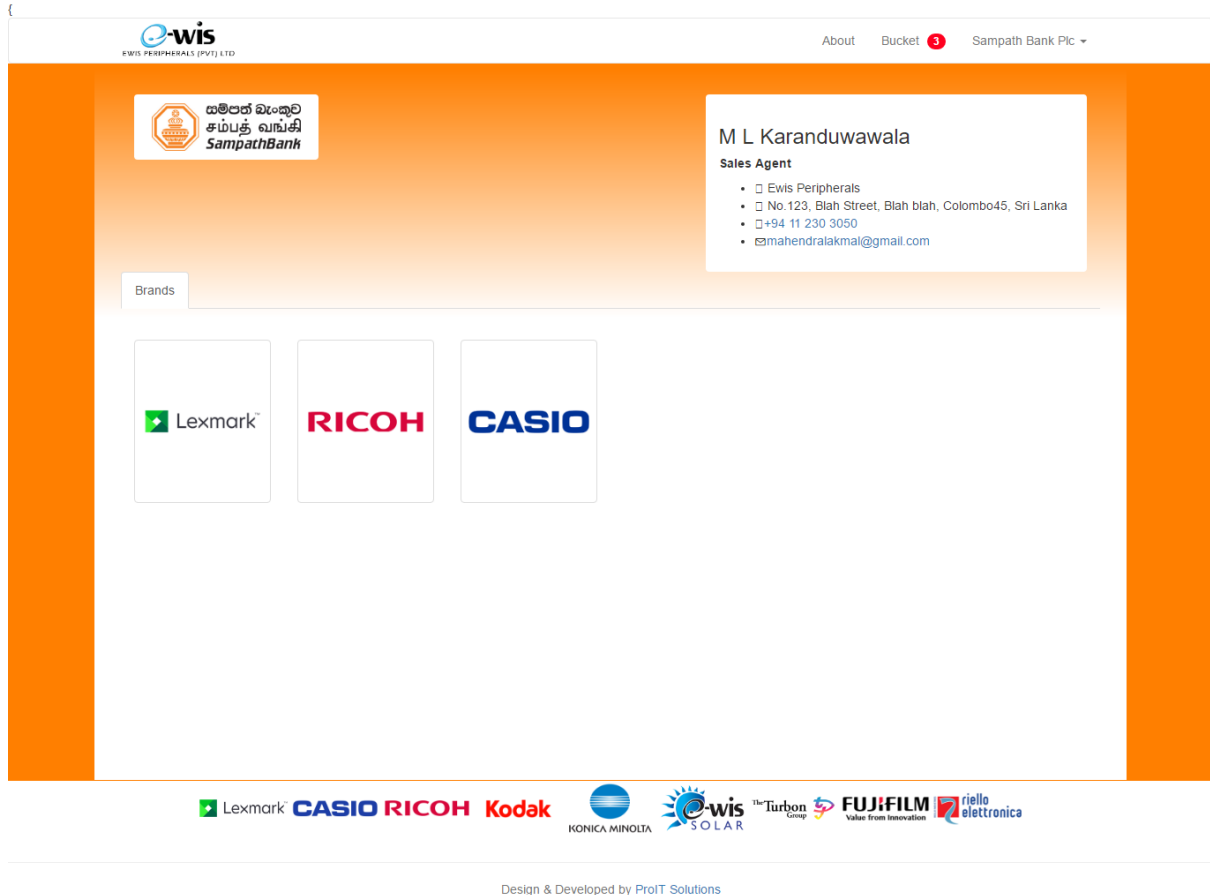 {
e-wis
EWIS PERIPHERALS (PVT) LTD
About Bucket 3 Sampath Bank Plc
සම්පත් බැංකුව
சம்பத் வங்கி
SampathBank
M L Karanduwawala
Sales Agent
Ewis Peripherals
No.123, Blah Street, Blah blah, Colombo45, Sri Lanka
+94 11 230 3050
mahendralakmal@gmail.com
Brands
Lexmark™ RICOH CASIO
Lexmark™ CASIO RICOH Kodak KONICA MINOLTA e-wis SOLAR The Turbon Group FUJIFILM Value from Innovation riello elettronica
Design & Developed by ProIT Solutions